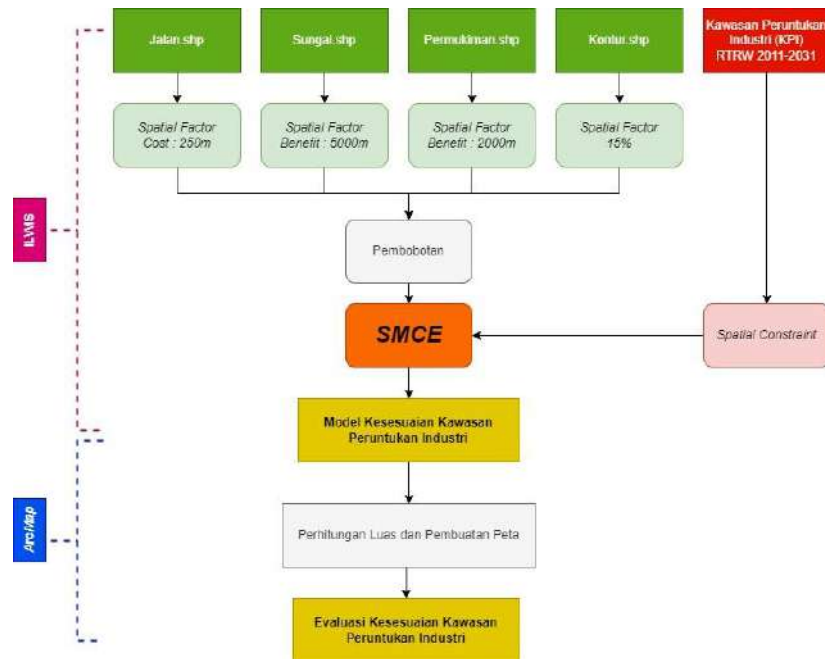 Jalan.shp
Sungai.shp
Permukiman.shp
Kontur.shp
Kawasan Peruntukan
Industri (KPI)
RTRW 2011-2031
Spatial Factor
Cost : 250m
Spatial Factor
Benefit : 5000m
Spatial Factor
Benefit : 2000m
Spatial Factor
15%
ILWIS
Pembobotan
SMCE
Spatial Constraint
Model Kesesuaian Kawasan
Peruntukan Industri
ArcMap
Perhitungan Luas dan Pembuatan Peta
Evaluasi Kesesuaian Kawasan
Peruntukan Industri